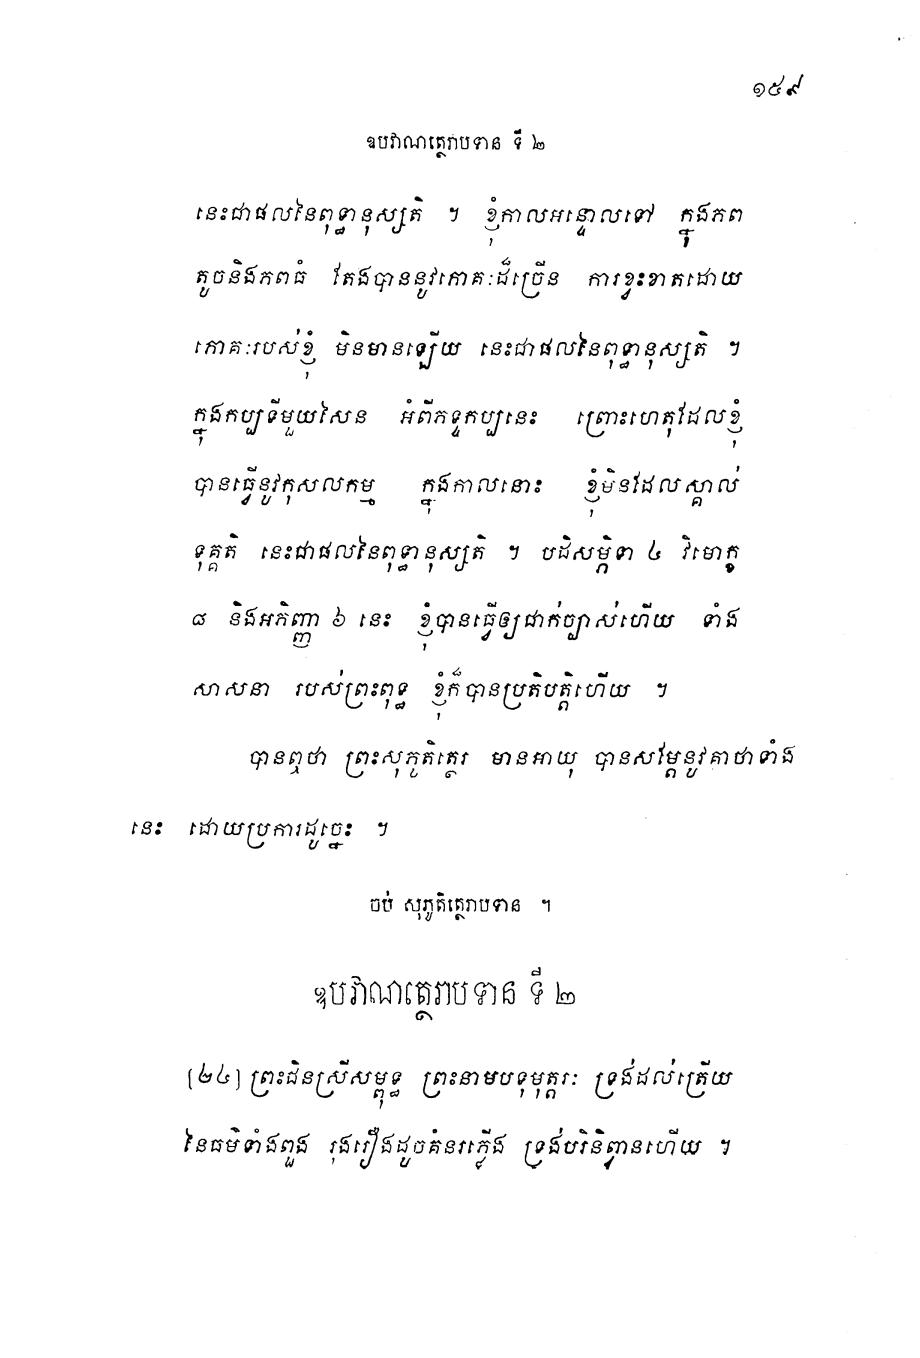 ១៥៩
ឧបវាណត្ថេរាបទាន ទី ២
នេះជាផលនៃពុទ្ធានុស្សតិ ។ ខ្ញុំកាលអន្ទោលទៅ ក្នុងភព
តូចនិងភពធំ តែងបាននូវភោគៈដ៏ច្រើន ការខ្វះខាតដោយ
ភោគៈរបស់ខ្ញុំ មិនមានឡើយ នេះជាផលនៃពុទ្ធានុស្សតិ ។
ក្នុងកប្បទីមួយសែន អំពីភទ្ទកប្បនេះ ព្រោះហេតុដែលខ្ញុំ
បានធ្វើនូវកុសលកម្ម ក្នុងកាលនោះ ខ្ញុំមិនដែលស្គាល់
ទុគ្គតិ នេះជាផលនៃពុទ្ធានុស្សតិ ។ បដិសម្ភិទា ៤ វិមោក្ខ
៨ និងអភិញ្ញា ៦ នេះ ខ្ញុំបានធ្វើឲ្យជាក់ច្បាស់ហើយ ទាំង
សាសនា របស់ព្រះពុទ្ធ ខ្ញុំក៏បានប្រតិបត្តិហើយ ។
បានឮថា ព្រះសុភូតិត្ថេរ មានអាយុ បានសម្តែងនូវគាថាទាំង
នេះ ដោយប្រការដូច្នេះ ។
ចប់ សុភូតិត្ថេរាបទាន ។
ឧបវាណត្ថេរាបទាន ទី ២
[២៤] ព្រះជិនស្រីសម្ពុទ្ធ ព្រះនាមបទុមុត្តរៈ ទ្រង់ដល់ត្រើយ
នៃធម៌ទាំងពួង រុងរឿងដូចគំនរភ្លើង ទ្រង់បរិនិព្វានហើយ ។